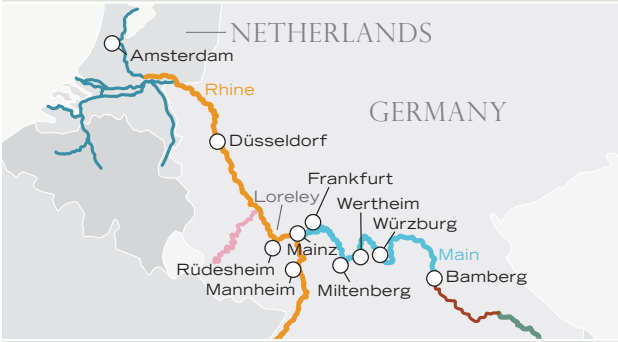 NETHERLANDS
Amsterdam
Rhine
GERMANY
Düsseldorf
Frankfurt
Loreley
Wertheim
Würzburg
Mainz
Main
Rüdesheim
Mannheim
Miltenberg
Bamberg